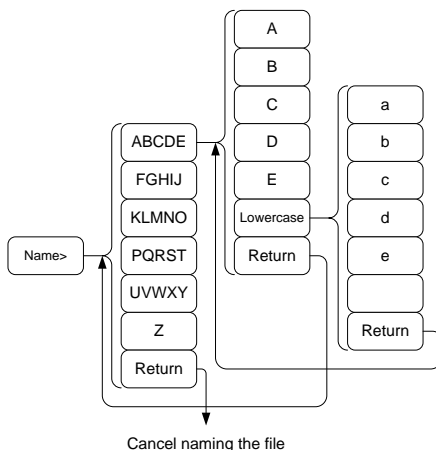 Name>
ABCDE
FGHIJ
KLMNO
PQRST
UVWXY
Z
Return
A
B
C
D
E
Lowercase
Return
a
b
c
d
e
Return
Cancel naming the file